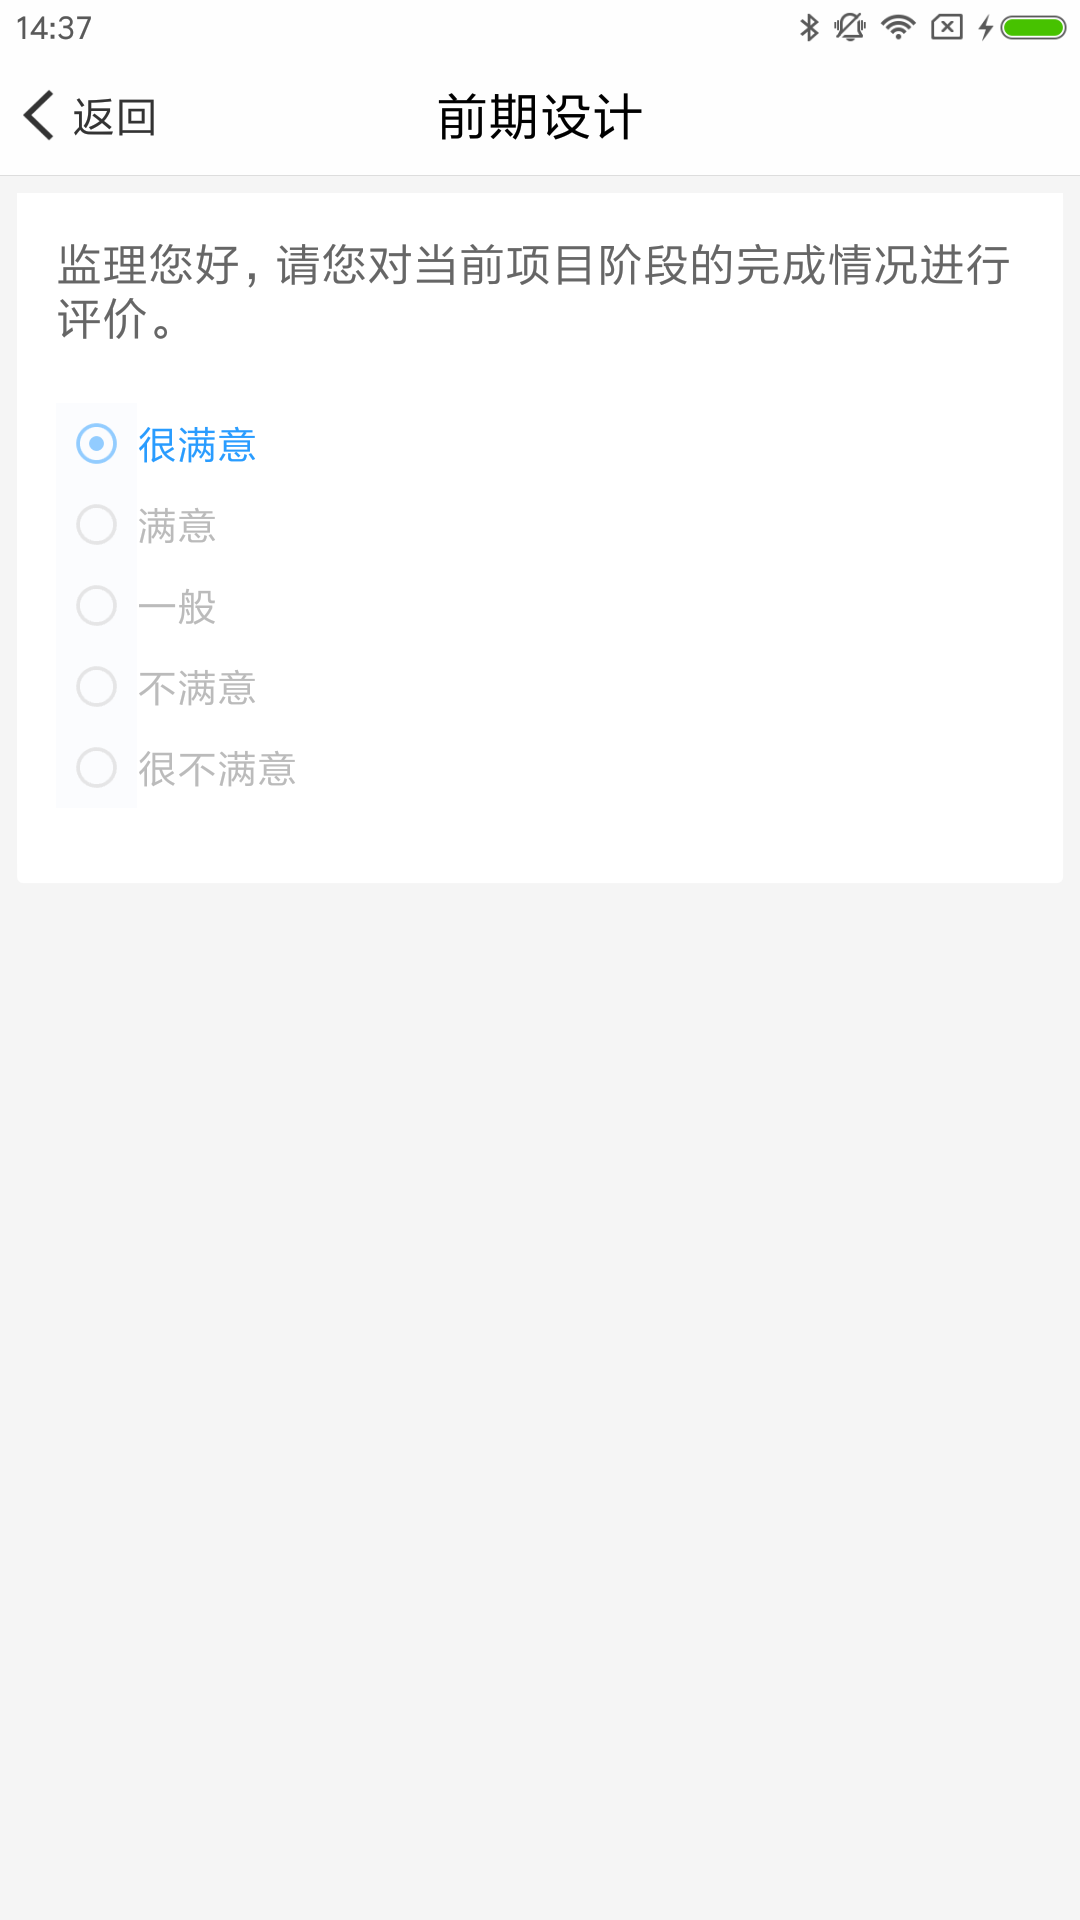 14:37
返回
前期设计
监理您好，请您对当前项目阶段的完成情况进行
评价。
很满意
满意
一般
不满意
很不满意